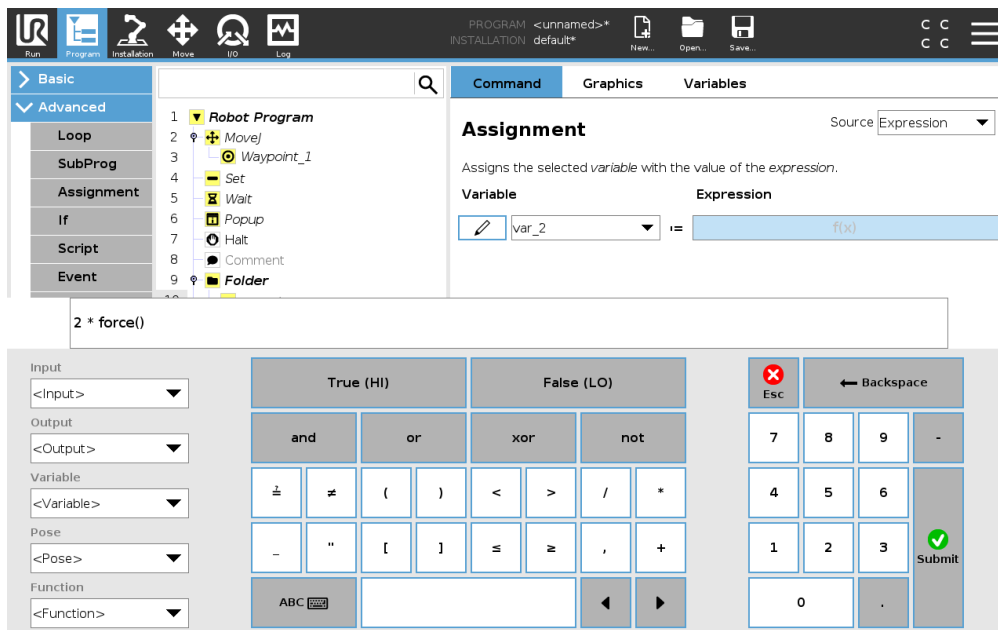 PROGRAM <unnamed>*
INSTALLATION default*
Run Program Installation Move I/O Log New... Open... Save...
C C
C C
Basic
Advanced
Loop
SubProg
Assignment
If
Script
Event
1 Robot Program
2 MoveJ
3 Waypoint_1
4 Set
5 Wait
6 Popup
7 Halt
8 Comment
9 Folder
Command Graphics Variables
Assignment
Source Expression
Assigns the selected variable with the value of the expression.
Variable Expression
var_2 := f(x)
2 * force()
Input
<Input>
Output
<Output>
Variable
<Variable>
Pose
<Pose>
Function
<Function>
True (HI) False (LO)
and or xor not
≟ ≠ ( ) < > / *
_ " [ ] ≤ ≥ , +
ABC
Esc Backspace
7 8 9 -
4 5 6
1 2 3 Submit
0 .